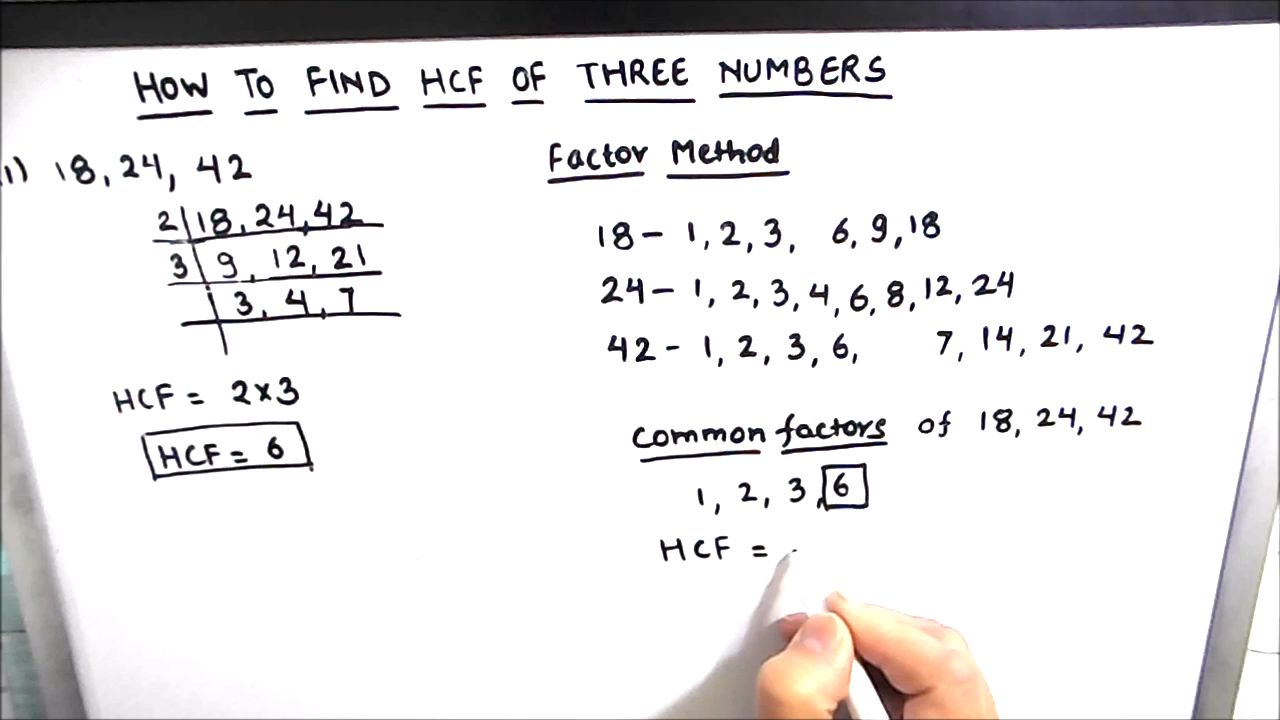 HOW TO FIND HCF OF THREE NUMBERS
1) 18, 24, 42
2 18, 24, 42
3 9, 12, 21
3, 4, 7
HCF = 2×3
HCF = 6
Factor Method
18 – 1, 2, 3, 6, 9, 18
24 – 1, 2, 3, 4, 6, 8, 12, 24
42 – 1, 2, 3, 6, 7, 14, 21, 42
Common factors of 18, 24, 42
1, 2, 3, 6
HCF =